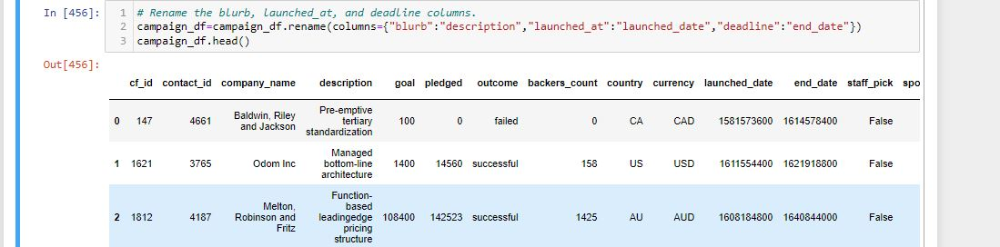 In [456]:
1 # Rename the blurb, launched_at, and deadline columns.
2 campaign_df=campaign_df.rename(columns={"blurb":"description","launched_at":"launched_date","deadline":"end_date"})
3 campaign_df.head()
Out[456]:
cf_id contact_id company_name description goal pledged outcome backers_count country currency launched_date end_date staff_pick spo
0 147 4661 Baldwin, Riley and Jackson Pre-emptive tertiary standardization 100 0 failed 0 CA CAD 1581573600 1614578400 False
1 1621 3765 Odom Inc Managed bottom-line architecture 1400 14560 successful 158 US USD 1611554400 1621918800 False
2 1812 4187 Melton, Robinson and Fritz Function-based leadingedge pricing structure 108400 142523 successful 1425 AU AUD 1608184800 1640844000 False